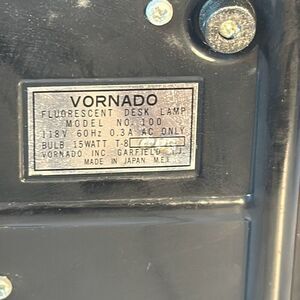 VORNADO
FLUORESCENT DESK LAMP
MODEL NO. 100
118V 60Hz 0.3A AC ONLY
BULB 15WATT T-8
VORNADO INC. GARFIELD
MADE IN JAPAN MEI